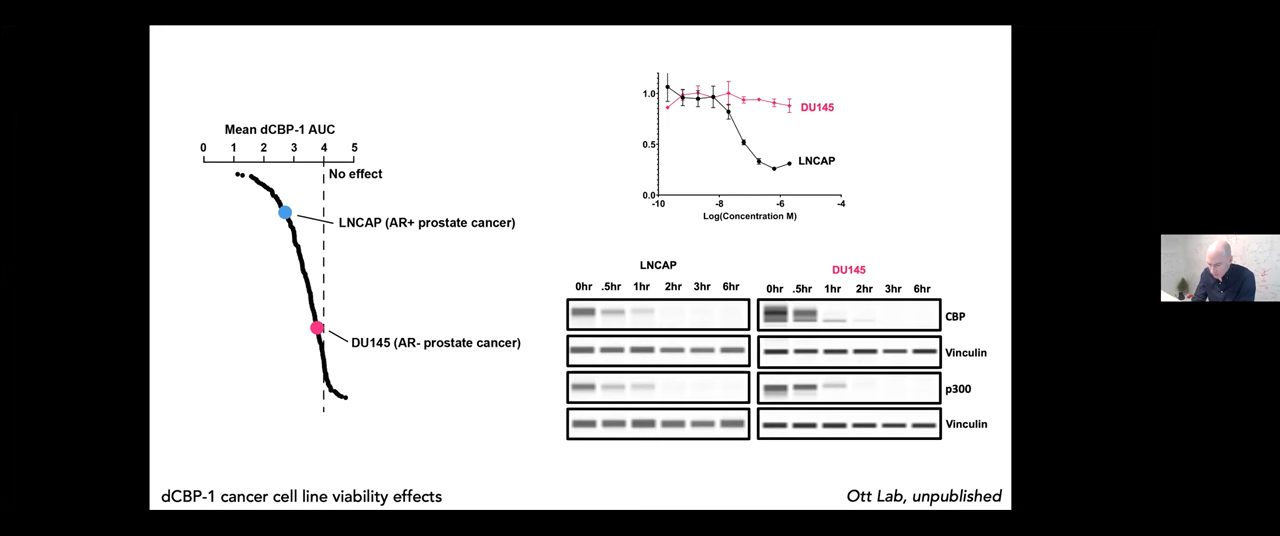 Mean dCBP-1 AUC
0 1 2 3 4 5
No effect
LNCAP (AR+ prostate cancer)
DU145 (AR- prostate cancer)
1.0
0.5
0.0
-10 -8 -6 -4
Log(Concentration M)
DU145
LNCAP
LNCAP
0hr .5hr 1hr 2hr 3hr 6hr
DU145
0hr .5hr 1hr 2hr 3hr 6hr
CBP
Vinculin
p300
Vinculin
dCBP-1 cancer cell line viability effects
Ott Lab, unpublished